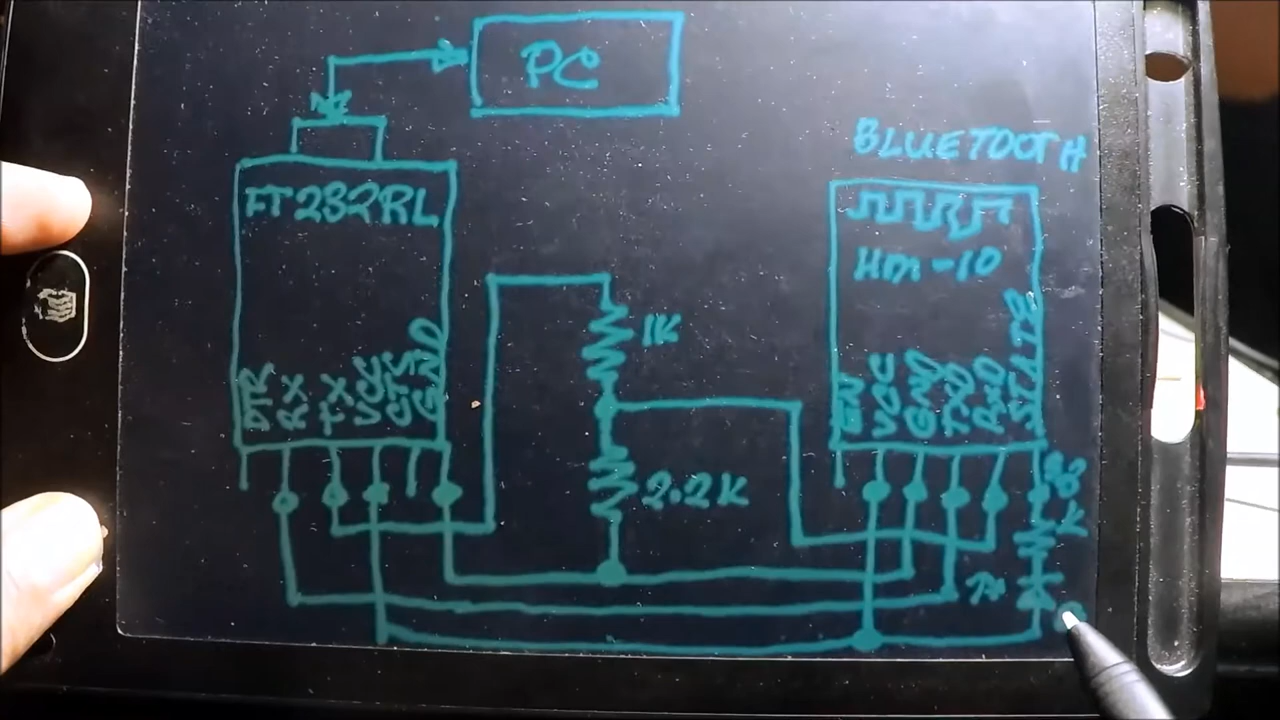 PC
BLUETOOTH
FT232RL
HM-10
1K
DTR
RX
TX
VCC
CTS
GND
EN
VCC
GND
TXD
RXD
STATE
2.2K
K